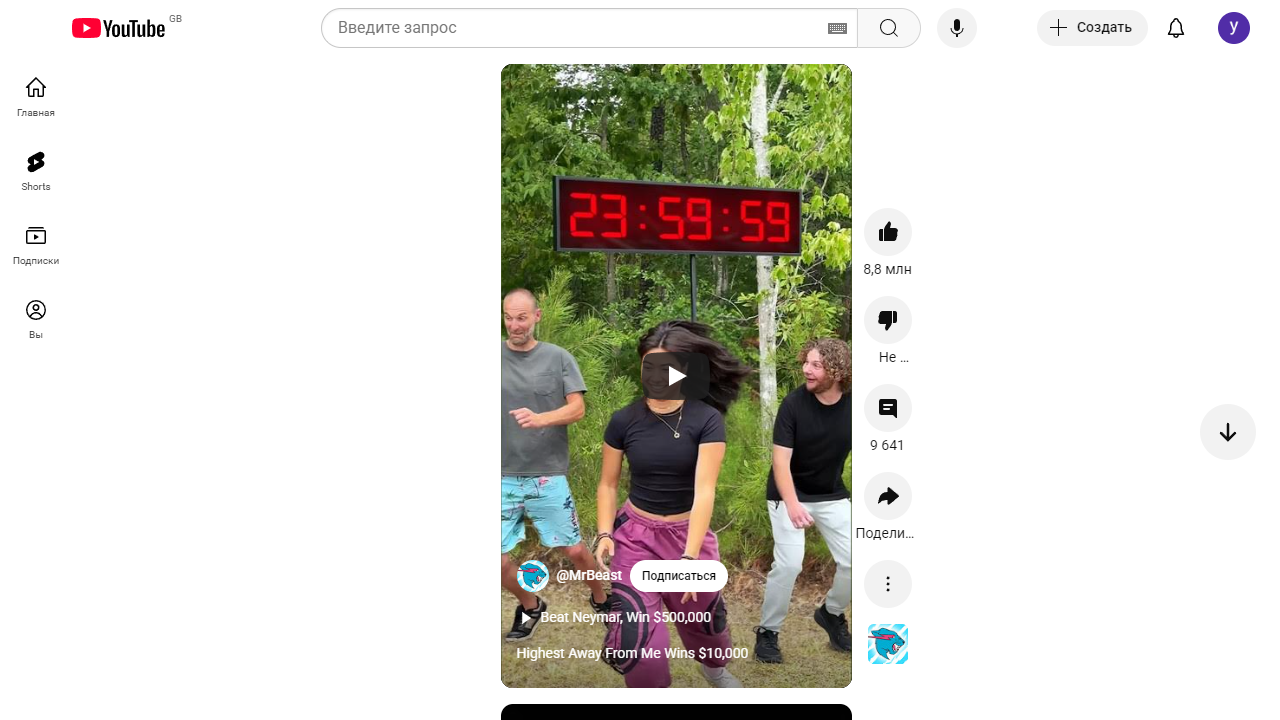 YouTube GB
Введите запрос
Создать
y
Главная
Shorts
Подписки
Вы
23:59:59
8,8 млн
Не ...
9 641
Подели...
@MrBeast
Подписаться
Beat Neymar, Win $500,000
Highest Away From Me Wins $10,000